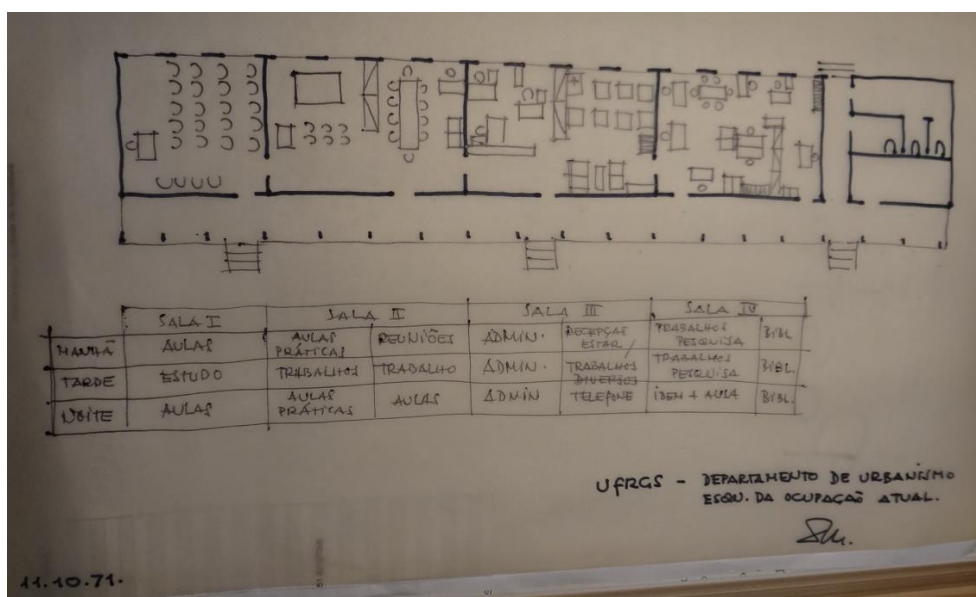 SALA I SALA II SALA III SALA IV
MANHÃ AULAS AULAS PRÁTICAS REUNIÕES ADMIN. RECEPÇÃO ESTAR / TRABALHOS PESQUISA BIBL
TARDE ESTUDO TRABALHOS TRABALHO ADMIN. TRABALHOS DIVERSOS TRABALHOS PESQUISA BIBL.
NOITE AULAS AULAS PRÁTICAS AULAS ADMIN TELEFONE IDEM + AULA BIBL.
UFRGS - DEPARTAMENTO DE URBANISMO
ESQU. DA OCUPAÇÃO ATUAL.
11.10.71.